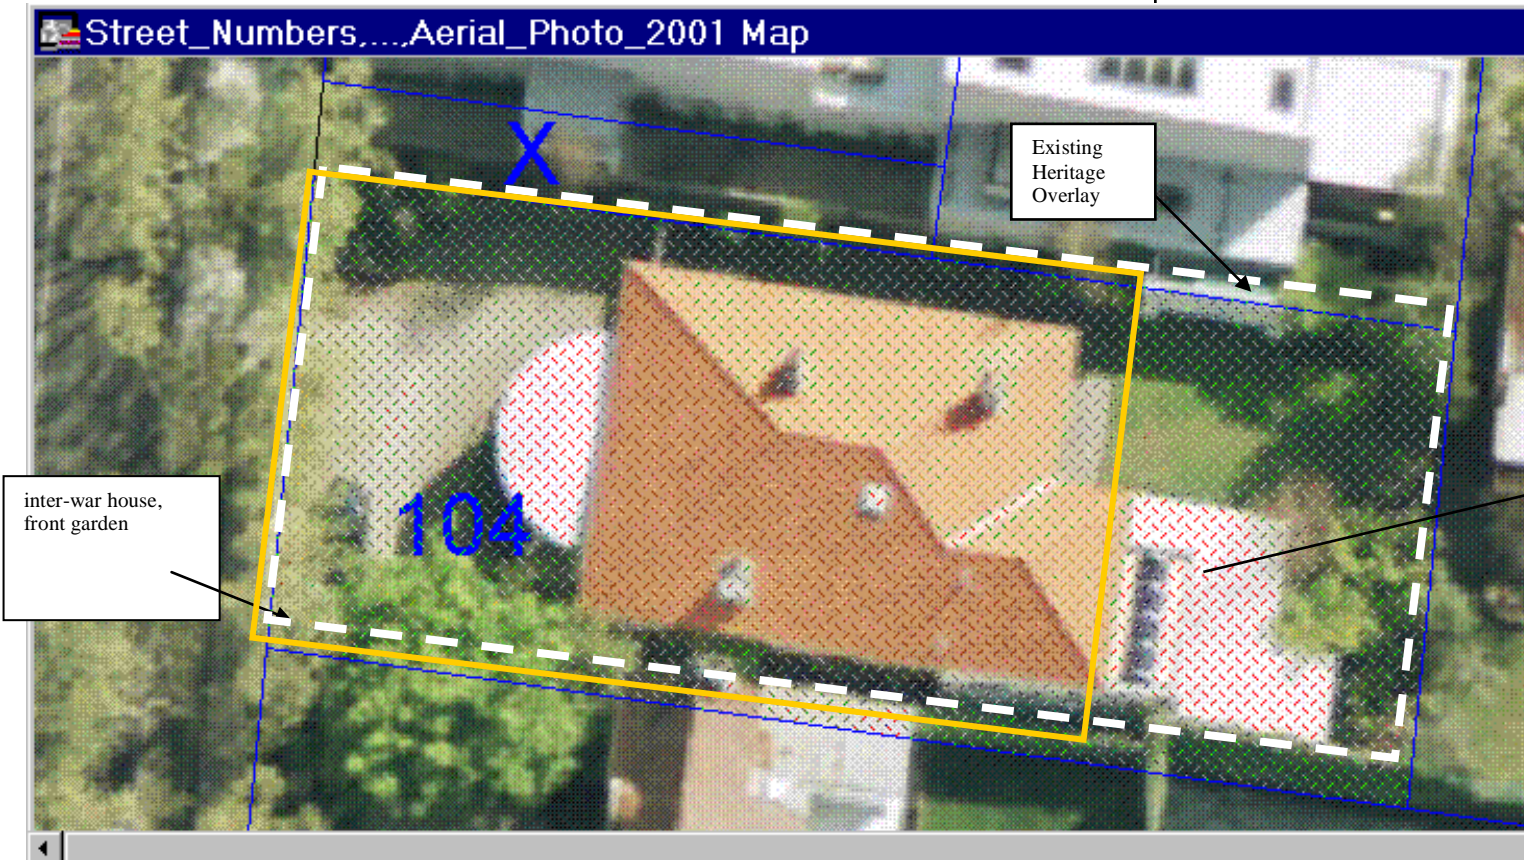 Street_Numbers,...,Aerial_Photo_2001 Map
X
Existing
Heritage
Overlay
inter-war house,
front garden
104